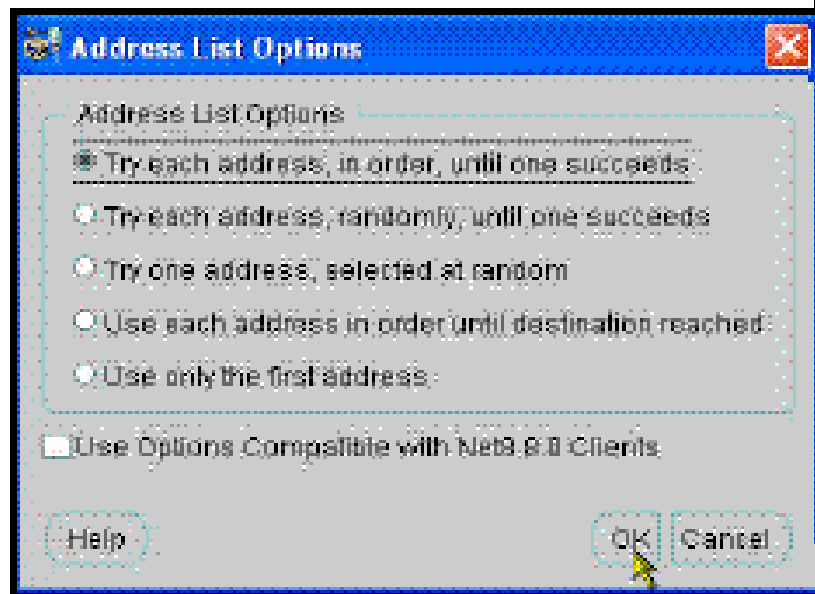 Address List Options
Address List Options
Try each address, in order, until one succeeds
Try each address, randomly, until one succeeds
Try one address, selected at random
Use each address in order until destination reached
Use only the first address
Use Options Compatible with Net8 8.0 Clients
Help
OK
Cancel